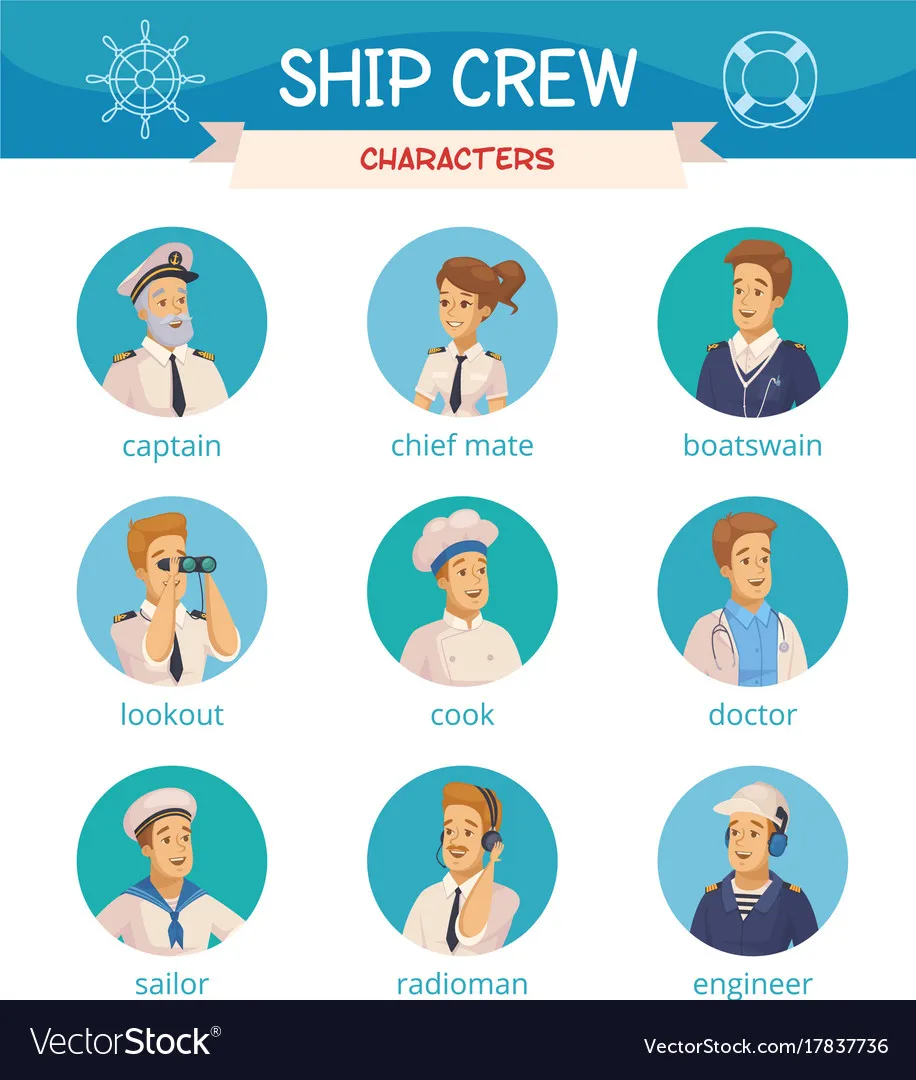 SHIP CREW
CHARACTERS
captain
chief mate
boatswain
lookout
cook
doctor
sailor
radioman
engineer
VectorStock®
VectorStock.com/17837736